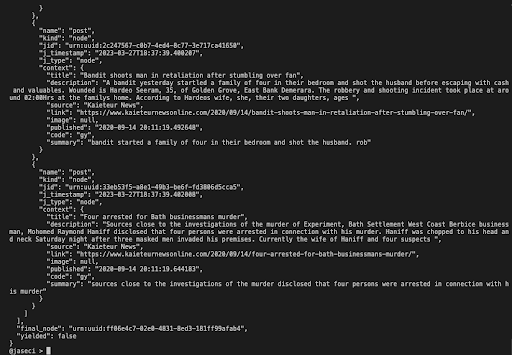 }
},
{
"name": "post",
"kind": "node",
"jid": "urn:uuid:2c247567-c0b7-4ed4-8c77-3e717ca41650",
"j_timestamp": "2023-03-27T18:37:39.400207",
"j_type": "node",
"context": {
"title": "Bandit shoots man in retaliation after stumbling over fan",
"description": "A bandit yesterday startled a family of four in their bedroom and shot the husband before escaping with cash
and valuables. Wounded is Hardeo Seeram, 35, of Golden Grove, East Bank Demerara. The robbery and shooting incident took place at aro
und 02:00Hrs at the familys home. According to Hardeos wife, she, their two daughters, ages ",
"source": "Kaieteur News",
"link": "https://www.kaieteurnewsonline.com/2020/09/14/bandit-shoots-man-in-retaliation-after-stumbling-over-fan/",
"image": null,
"published": "2020-09-14 20:11:19.492648",
"code": "gy",
"summary": "bandit started a family of four in their bedroom and shot the husband. rob"
}
},
{
"name": "post",
"kind": "node",
"jid": "urn:uuid:33eb53f5-a8e1-49b3-be6f-fd3806d5cca5",
"j_timestamp": "2023-03-27T18:37:39.402008",
"j_type": "node",
"context": {
"title": "Four arrested for Bath businessmans murder",
"description": "Sources close to the investigations of the murder of Experiment, Bath Settlement West Coast Berbice business
man, Mohomed Raymond Haniff disclosed that four persons were arrested in connection with his murder. Haniff was chopped to his head an
d neck Saturday night after three masked men invaded his premises. Currently the wife of Haniff and four suspects ",
"source": "Kaieteur News",
"link": "https://www.kaieteurnewsonline.com/2020/09/14/four-arrested-for-bath-businessmans-murder/",
"image": null,
"published": "2020-09-14 20:11:19.644183",
"code": "gy",
"summary": "sources close to the investigations of the murder disclosed that four persons were arrested in connection with h
is murder"
}
}
]
],
"final_node": "urn:uuid:ff06e4c7-02e0-4831-8ed3-181ff99afab4",
"yielded": false
}
@jaseci >